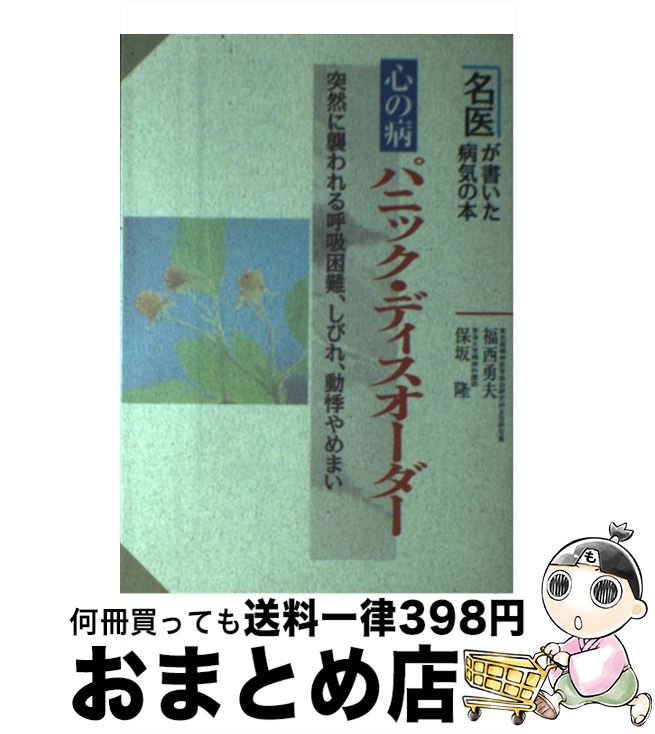 名医が書いた
病気の本
心の病
パニック・ディスオーダー
突然に襲われる呼吸困難、しびれ、動悸やめまい
福西勇夫
保坂 隆
も
何冊買っても送料一律398円
おまとめ店